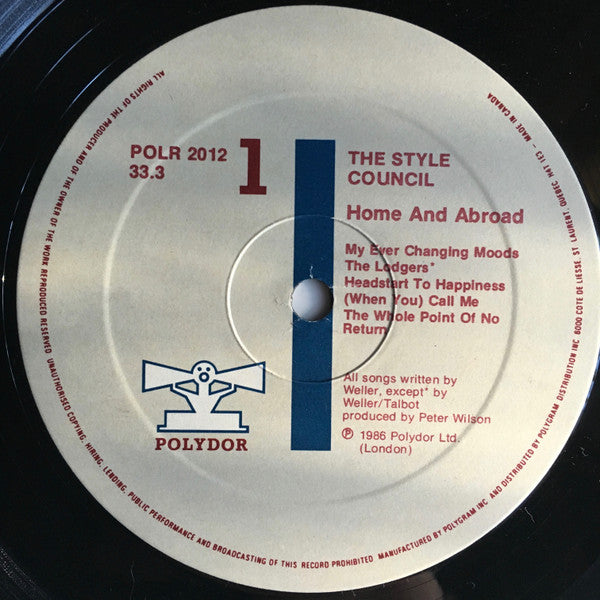 POLR 2012
33.3
1
THE STYLE
COUNCIL
Home And Abroad
My Ever Changing Moods
The Lodgers*
Headstart To Happiness
(When You) Call Me
The Whole Point Of No
Return
All songs written by
Weller, except* by
Weller/Talbot
produced by Peter Wilson
℗ 1986 Polydor Ltd.
(London)
POLYDOR
ALL RIGHTS OF THE PRODUCER AND OF THE OWNER OF THE WORK REPRODUCED RESERVED. UNAUTHORISED COPYING, HIRING, LENDING, PUBLIC PERFORMANCE AND BROADCASTING OF THIS RECORD PROHIBITED. MANUFACTURED BY POLYGRAM INC. AND DISTRIBUTED BY POLYGRAM DISTRIBUTION INC. 6000 COTE DE LIESSE, ST. LAURENT, QUEBEC H4T 1E3 – MADE IN CANADA